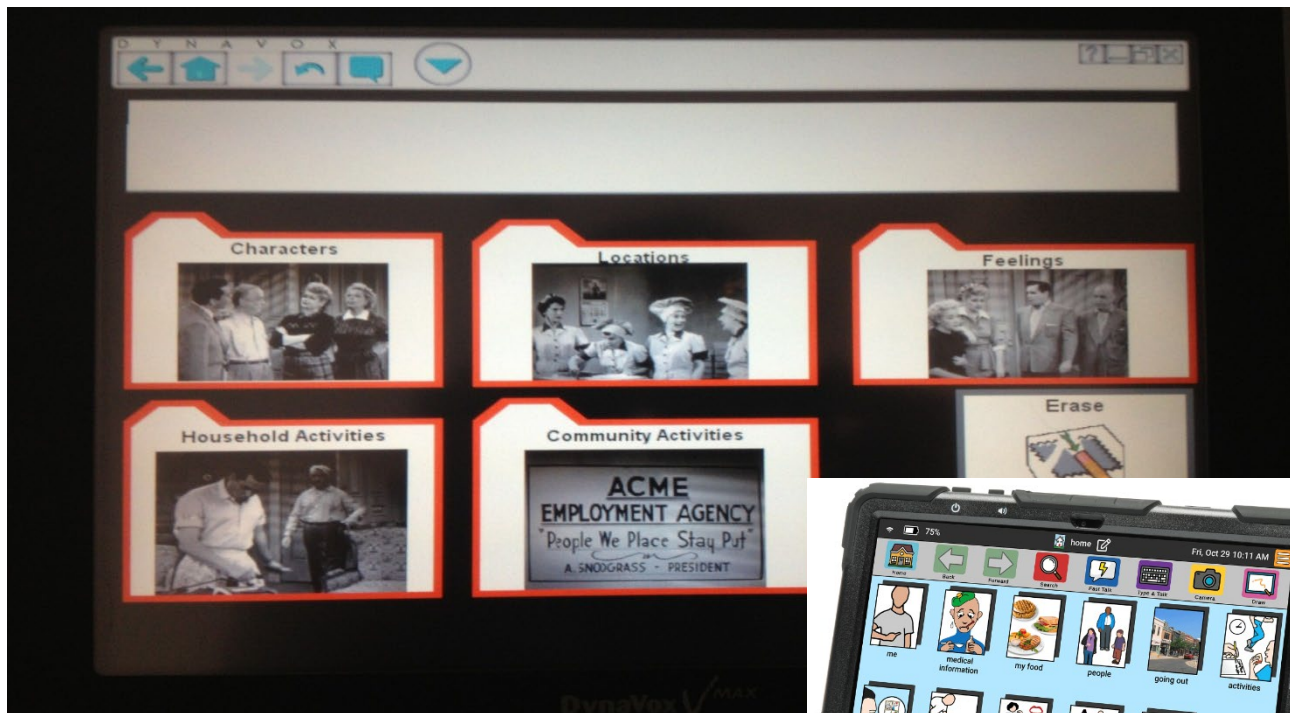 D Y N A V O X
?
Characters
Locations
Feelings
Household Activities
Community Activities
Erase
ACME
EMPLOYMENT AGENCY
"People We Place Stay Put"
A. SNODGRASS - PRESIDENT
DynaVox V MAX
75%
home
Fri, Oct 29 10:11 AM
Home
Back
Forward
Search
Past Talk
Type & Talk
Camera
Draw
me
medical
information
my food
people
going out
activities